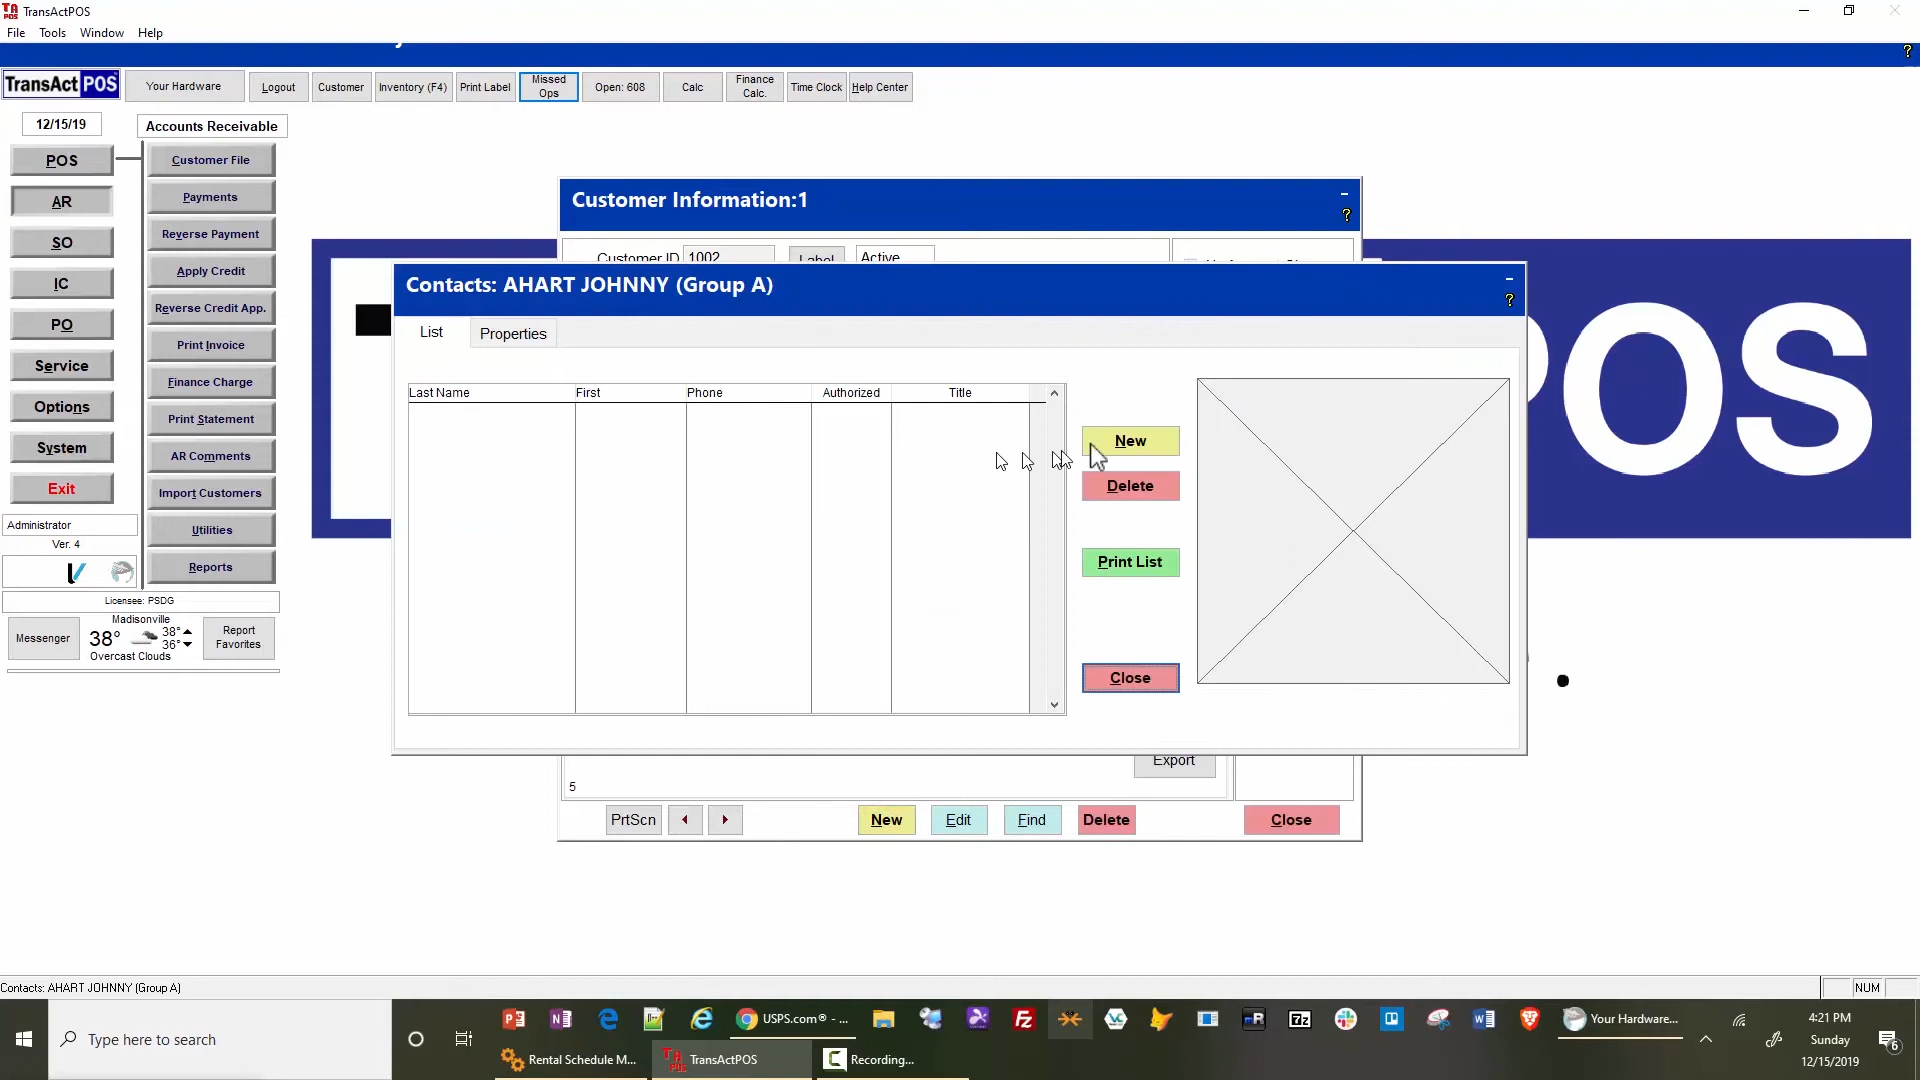 TransActPOS
File Tools Window Help
?
TransAct POS
Your Hardware
Logout
Customer
Inventory (F4)
Print Label
Missed
Ops
Open: 608
Calc
Finance
Calc.
Time Clock
Help Center
12/15/19
Accounts Receivable
POS
AR
SO
IC
PO
Service
Options
System
Exit
Customer File
Payments
Reverse Payment
Apply Credit
Reverse Credit App.
Print Invoice
Finance Charge
Print Statement
AR Comments
Import Customers
Utilities
Reports
Administrator
Ver. 4
Licensee: PSDG
Messenger
Madisonville
38°
38°
36°
Overcast Clouds
Report
Favorites
Customer Information:1
?
Customer ID 1002 Label Active
Contacts: AHART JOHNNY (Group A)
?
List Properties
Last Name First Phone Authorized Title
New
Delete
Print List
Close
POS
Export
5
PrtScn New Edit Find Delete Close
Contacts: AHART JOHNNY (Group A)
NUM
Type here to search
USPS.com® - ...
Your Hardware...
Rental Schedule M...
TransActPOS
Recording...
4:21 PM
Sunday
12/15/2019
6